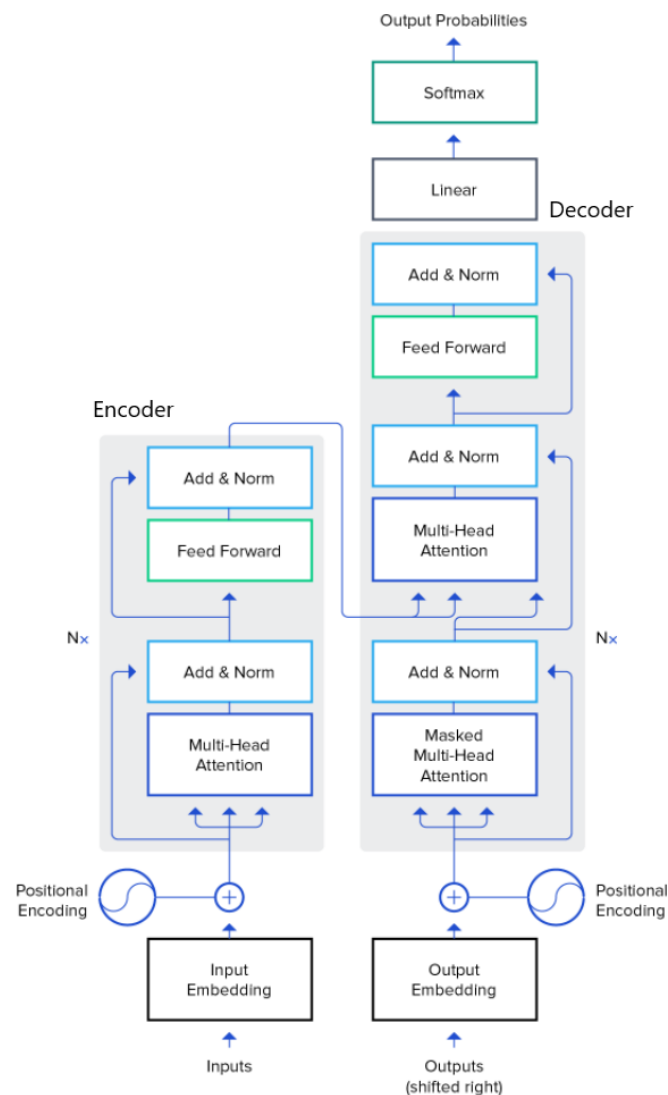 Output Probabilities
Softmax
Linear
Decoder
Add & Norm
Feed Forward
Add & Norm
Multi-Head
Attention
Add & Norm
Masked
Multi-Head
Attention
Nx
Positional
Encoding
Output
Embedding
Outputs
(shifted right)
Encoder
Add & Norm
Feed Forward
Nx
Add & Norm
Multi-Head
Attention
Positional
Encoding
Input
Embedding
Inputs